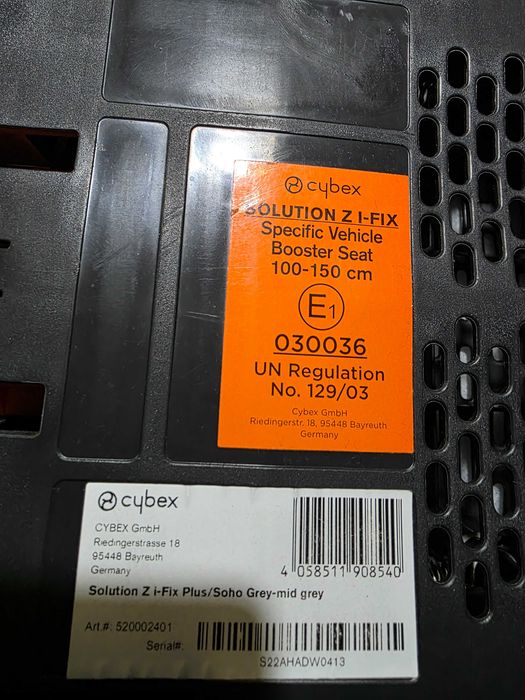 cybex
SOLUTION Z I-FIX
Specific Vehicle
Booster Seat
100-150 cm
E1
030036
UN Regulation
No. 129/03
Cybex GmbH
Riedingerstr. 18, 95448 Bayreuth
Germany
cybex
CYBEX GmbH
Riedingerstrasse 18
95448 Bayreuth
Germany
4 058511 908540
Solution Z i-Fix Plus/Soho Grey-mid grey
Art.#: 520002401
Serial#:
S22AHADW0413